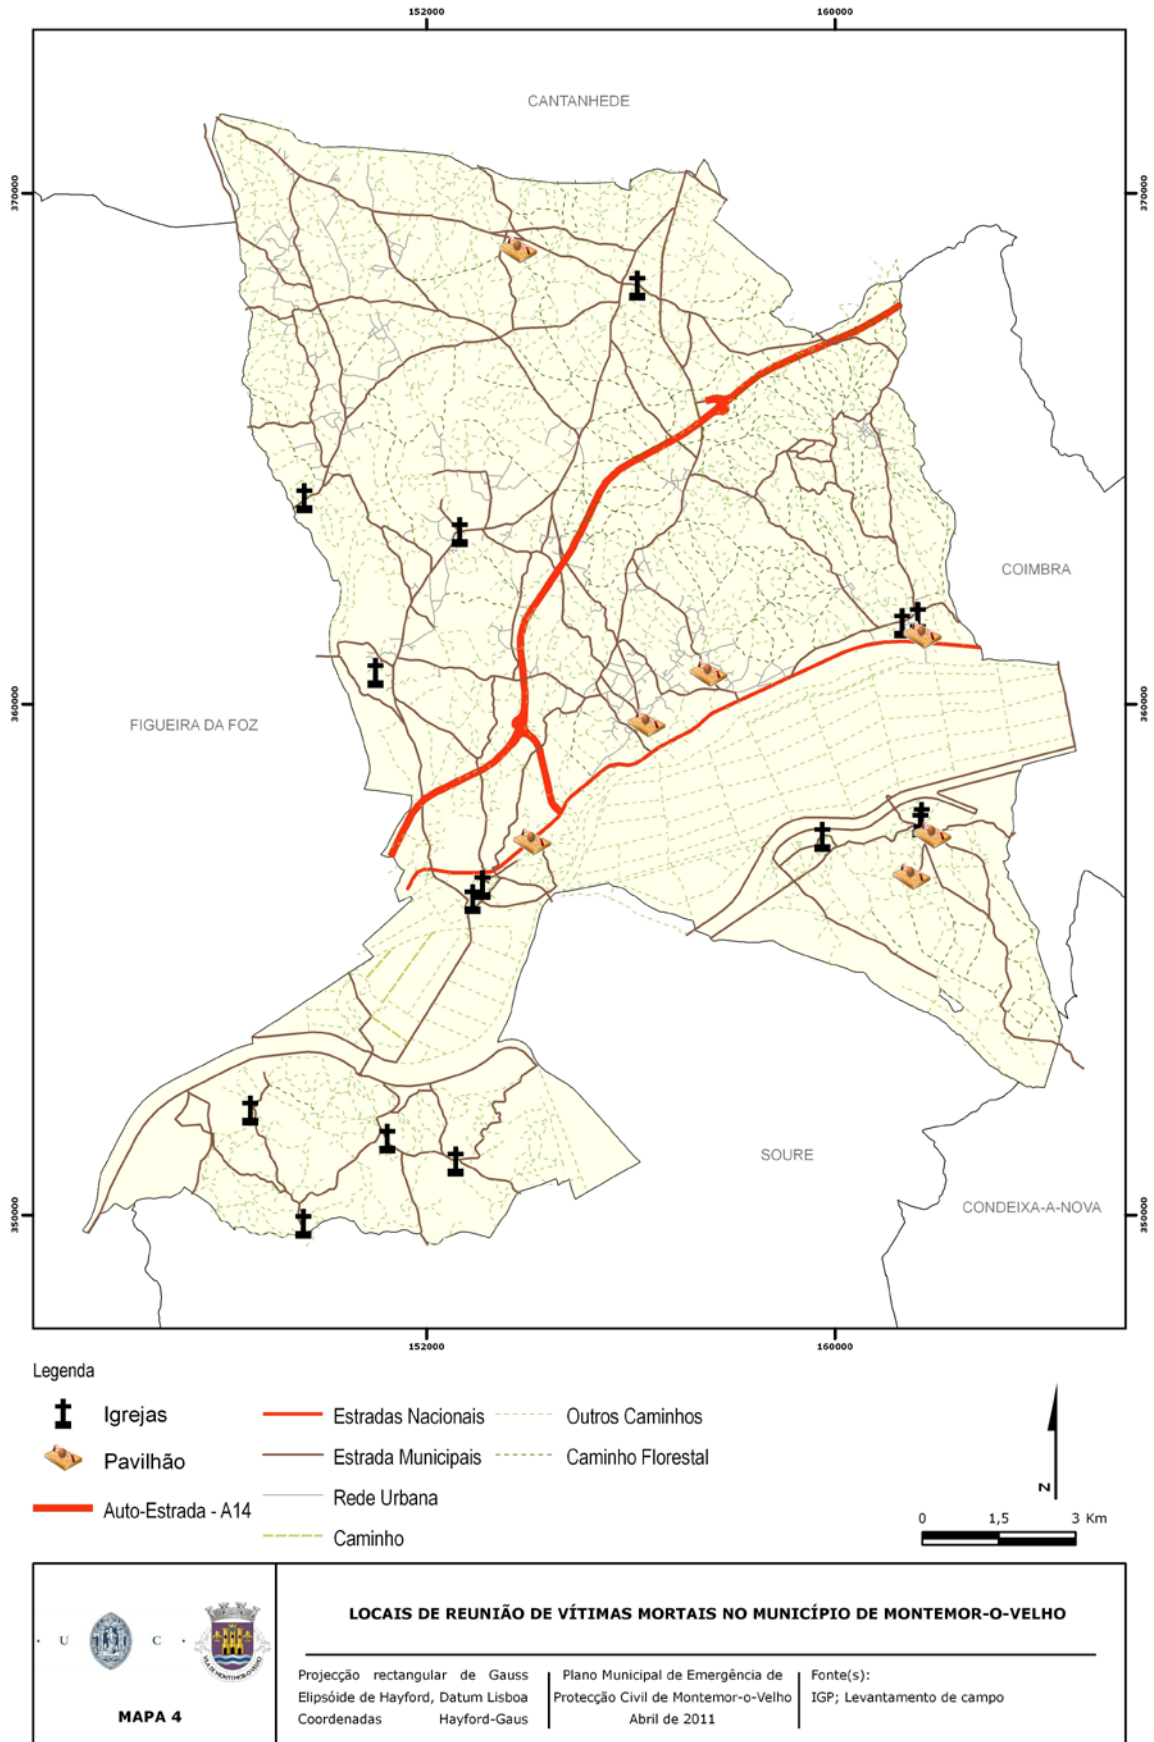 152000
160000
CANTANHEDE
370000
370000
COIMBRA
FIGUEIRA DA FOZ
360000
360000
SOURE
CONDEIXA-A-NOVA
350000
350000
152000
160000
Legenda
Igrejas
Pavilhão
Auto-Estrada - A14
Estradas Nacionais
Estrada Municipais
Rede Urbana
Caminho
Outros Caminhos
Caminho Florestal
N
0 1,5 3 Km
U C
VILA DE MONTEMOR-O-VELHO
MAPA 4
LOCAIS DE REUNIÃO DE VÍTIMAS MORTAIS NO MUNICÍPIO DE MONTEMOR-O-VELHO
Projecção rectangular de Gauss
Elipsóide de Hayford, Datum Lisboa
Coordenadas Hayford-Gaus
Plano Municipal de Emergência de
Protecção Civil de Montemor-o-Velho
Abril de 2011
Fonte(s):
IGP; Levantamento de campo